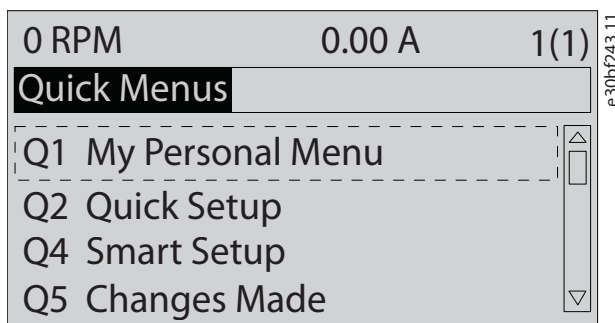 0 RPM 0.00 A 1(1)
Quick Menus
Q1 My Personal Menu
Q2 Quick Setup
Q4 Smart Setup
Q5 Changes Made
e30bf243.11